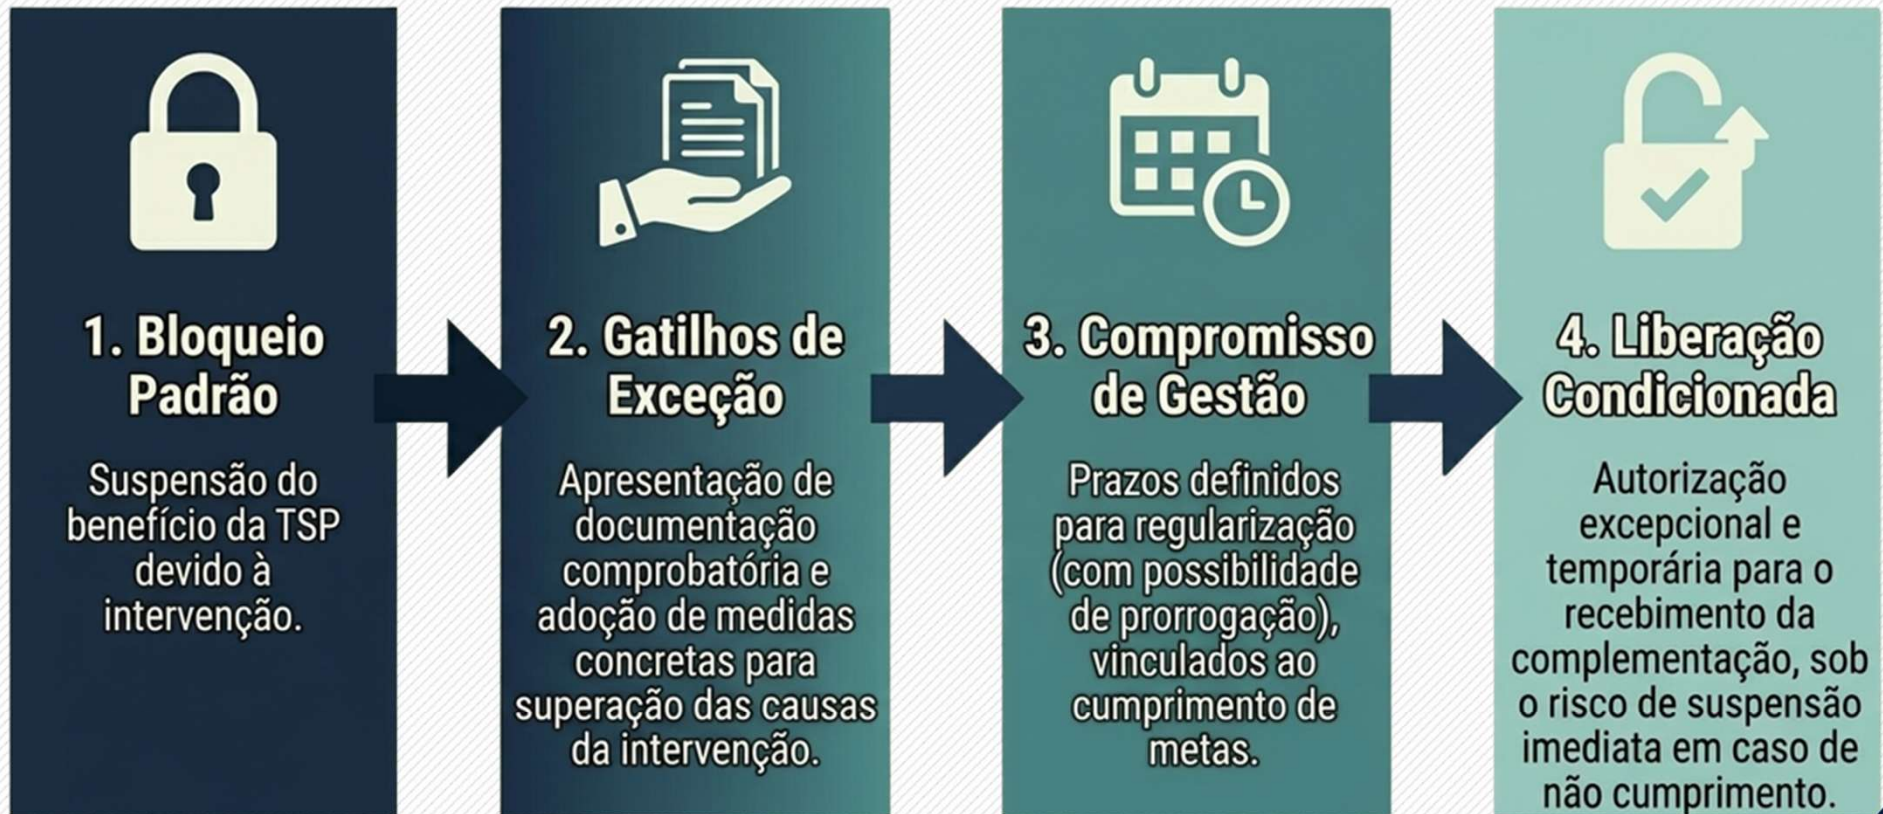 1. Bloqueio
Padrão
Suspensão do
benefício da TSP
devido à
intervenção.
2. Gatilhos de
Exceção
Apresentação de
documentação
comprobatória e
adoção de medidas
concretas para
superação das causas
da intervenção.
3. Compromisso
de Gestão
Prazos definidos
para regularização
(com possibilidade
de prorrogação),
vinculados ao
cumprimento de
metas.
4. Liberação
Condicionada
Autorização
excepcional e
temporária para o
recebimento da
complementação, sob
o risco de suspensão
imediata em caso de
não cumprimento.